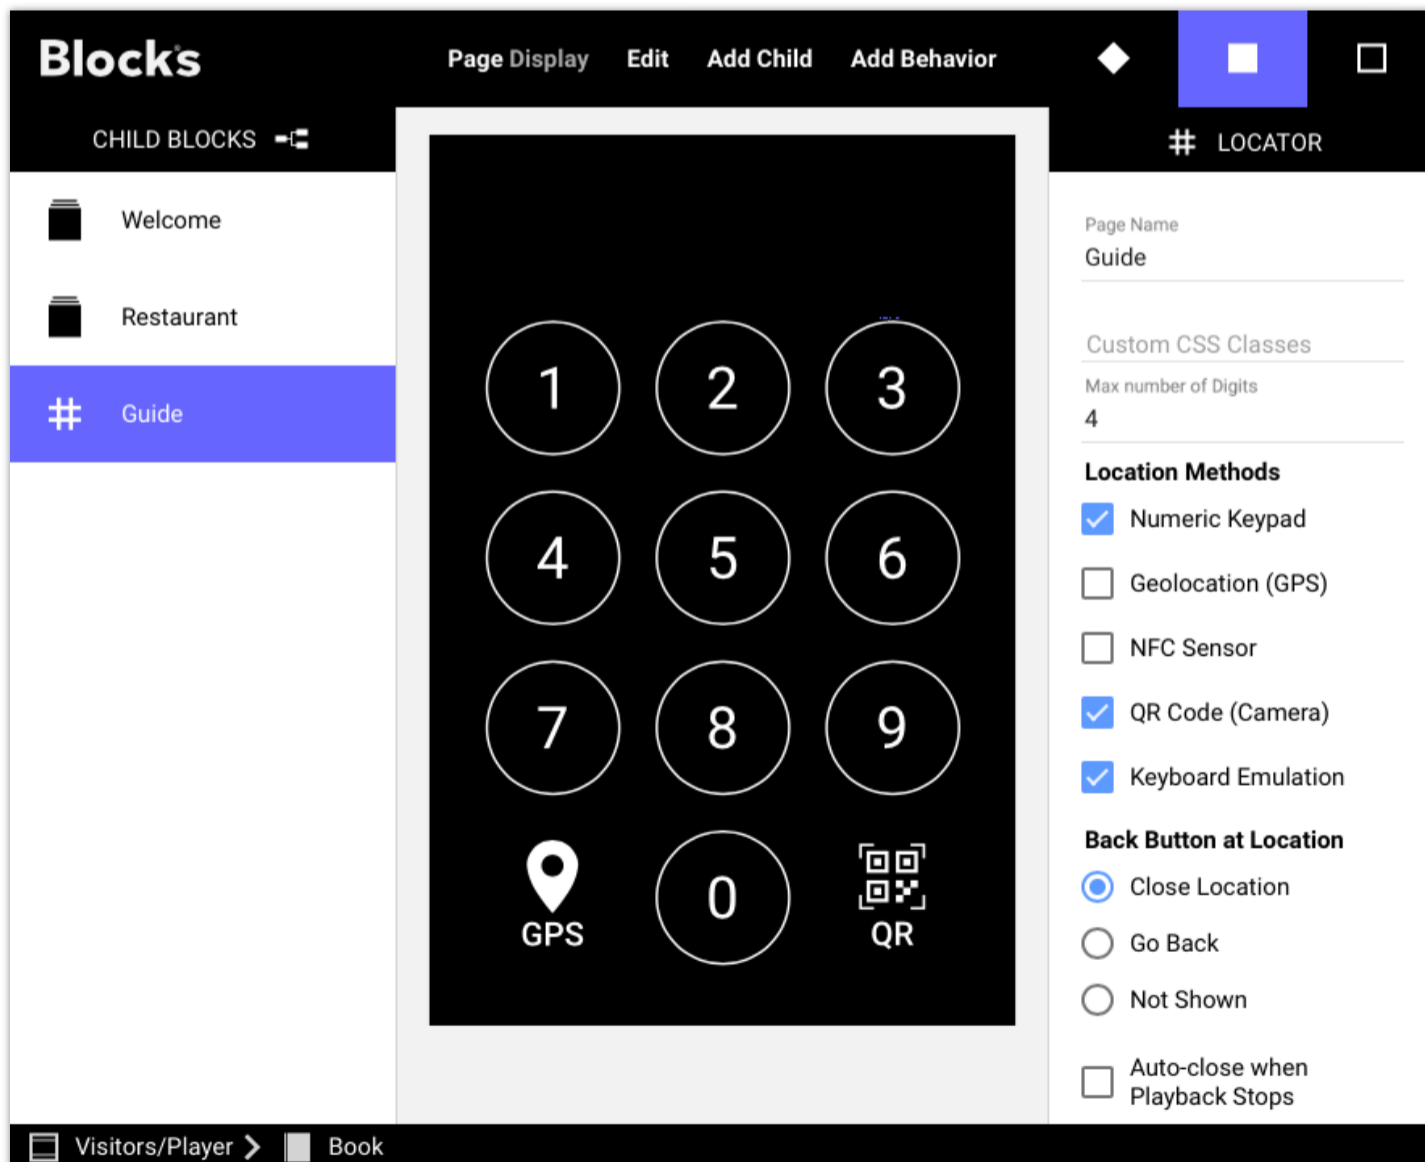 Blocks
Page Display Edit Add Child Add Behavior
CHILD BLOCKS
LOCATOR
Welcome
Restaurant
Guide
1 2 3
4 5 6
7 8 9
GPS 0 QR
Page Name
Guide
Custom CSS Classes
Max number of Digits
4
Location Methods
Numeric Keypad
Geolocation (GPS)
NFC Sensor
QR Code (Camera)
Keyboard Emulation
Back Button at Location
Close Location
Go Back
Not Shown
Auto-close when
Playback Stops
Visitors/Player Book